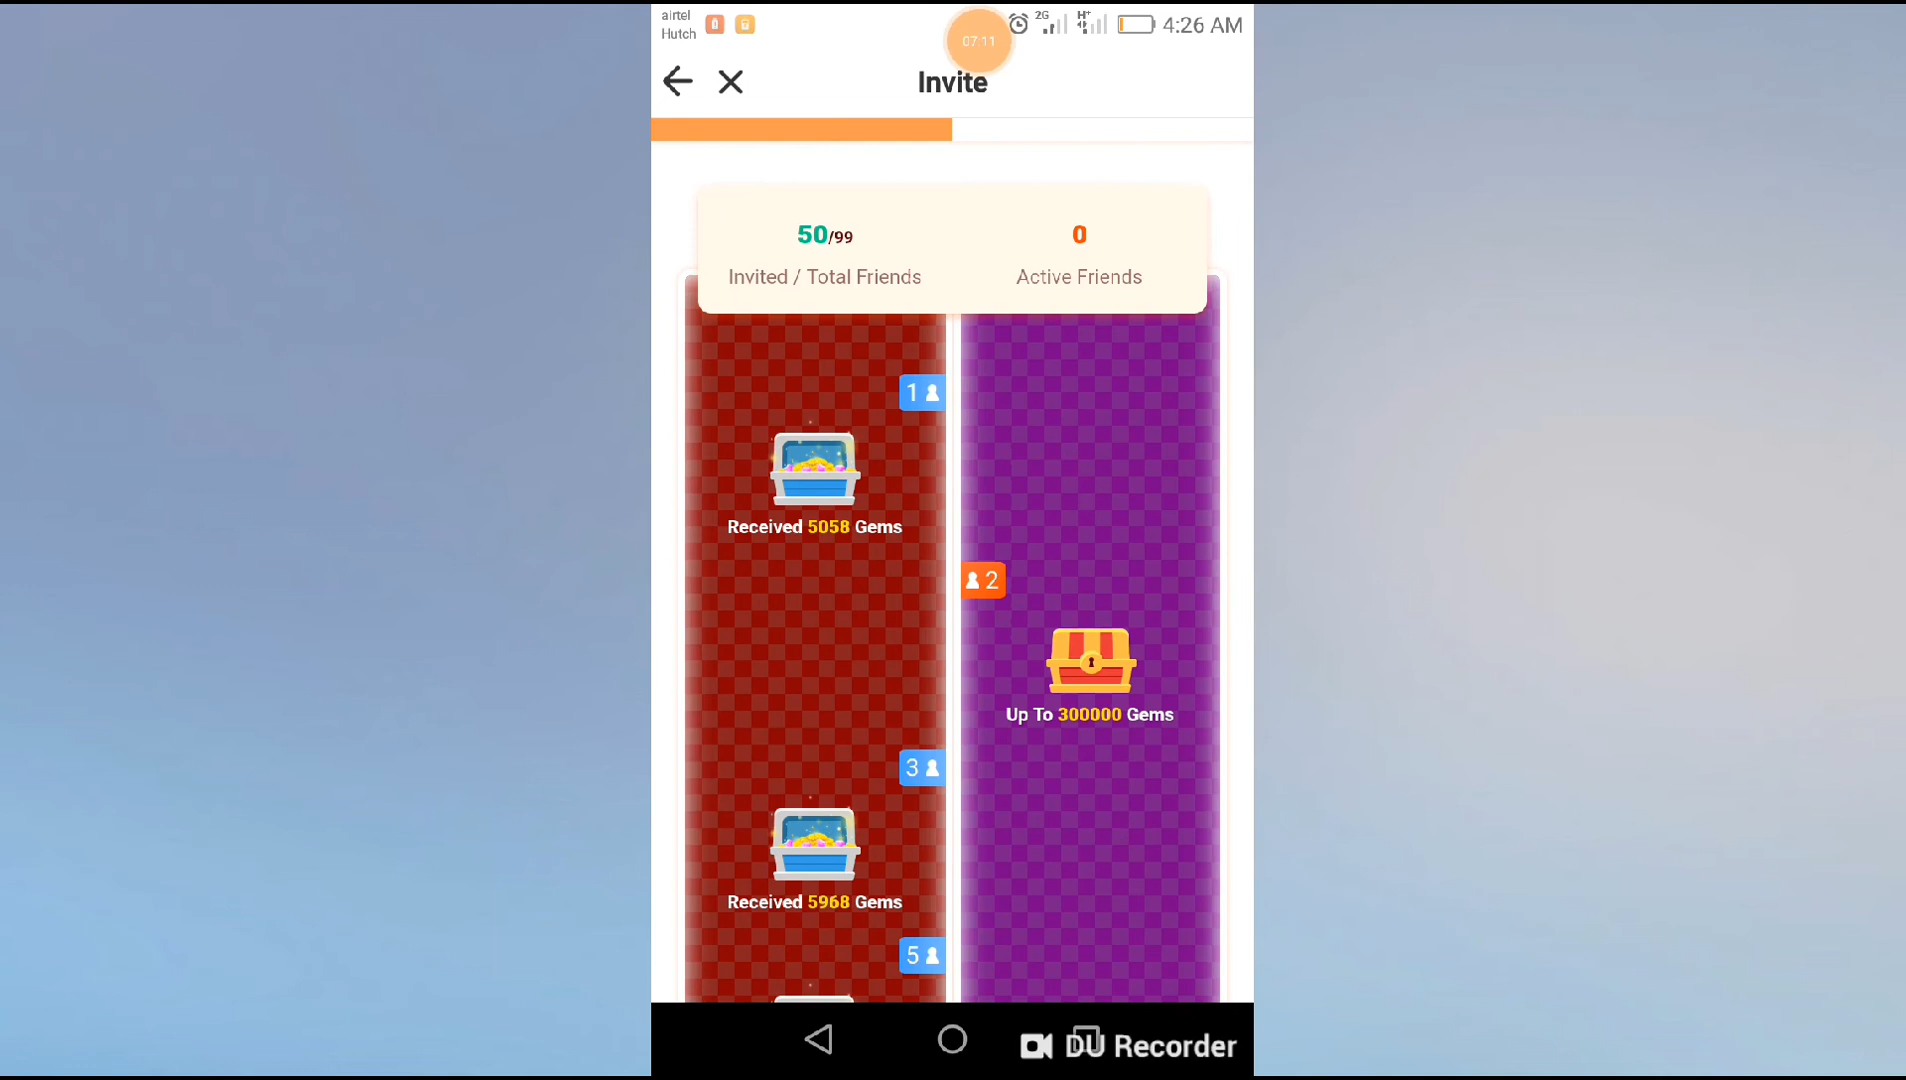 airtel
Hutch
07:11
2G
H+
4:26 AM
Invite
50/99
0
Invited / Total Friends
Active Friends
1
Received 5058 Gems
2
Up To 300000 Gems
3
Received 5968 Gems
5
DU Recorder